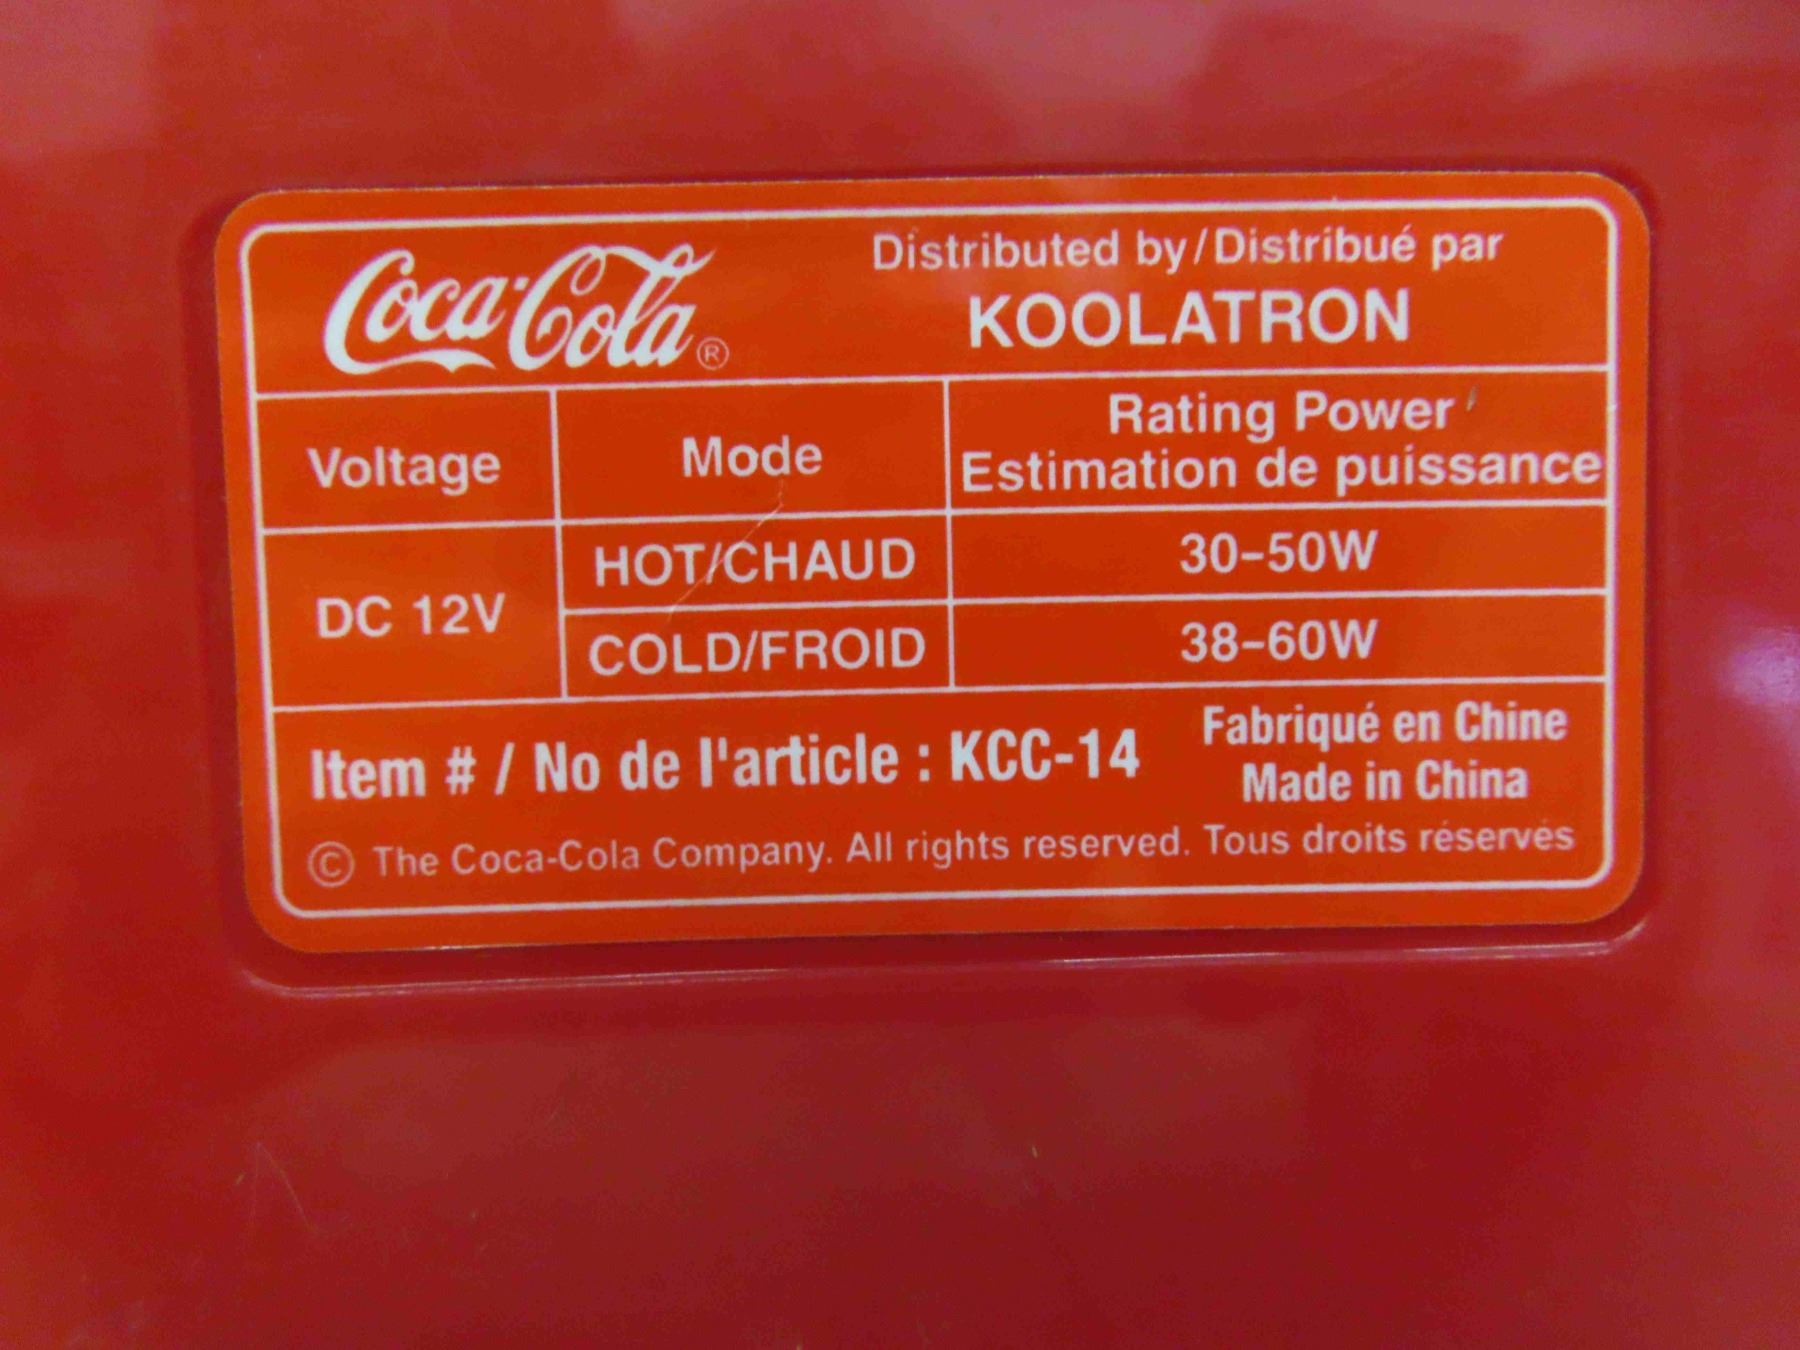 Coca-Cola®
Distributed by/Distribué par
KOOLATRON
Voltage
Mode
Rating Power
Estimation de puissance
DC 12V
HOT/CHAUD
30-50W
COLD/FROID
38-60W
Item # / No de l'article : KCC-14
Fabriqué en Chine
Made in China
© The Coca-Cola Company. All rights reserved. Tous droits réservés